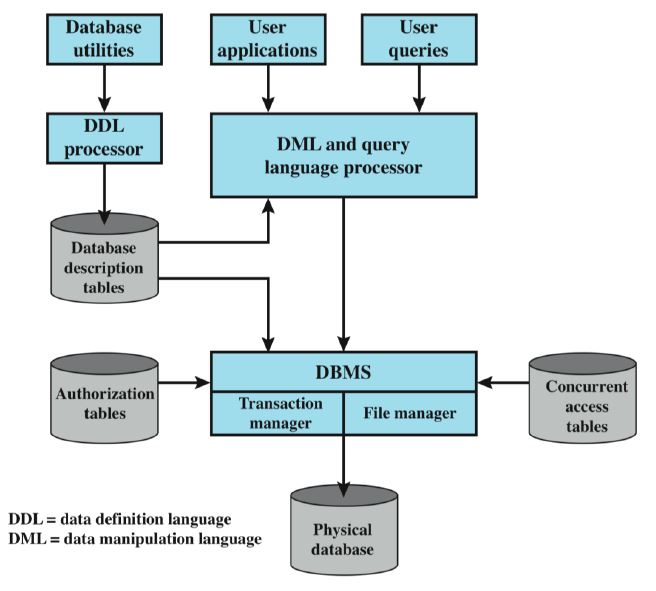 Database
utilities
User
applications
User
queries
DDL
processor
DML and query
language processor
Database
description
tables
DBMS
Transaction
manager
File manager
Authorization
tables
Concurrent
access
tables
Physical
database
DDL = data definition language
DML = data manipulation language